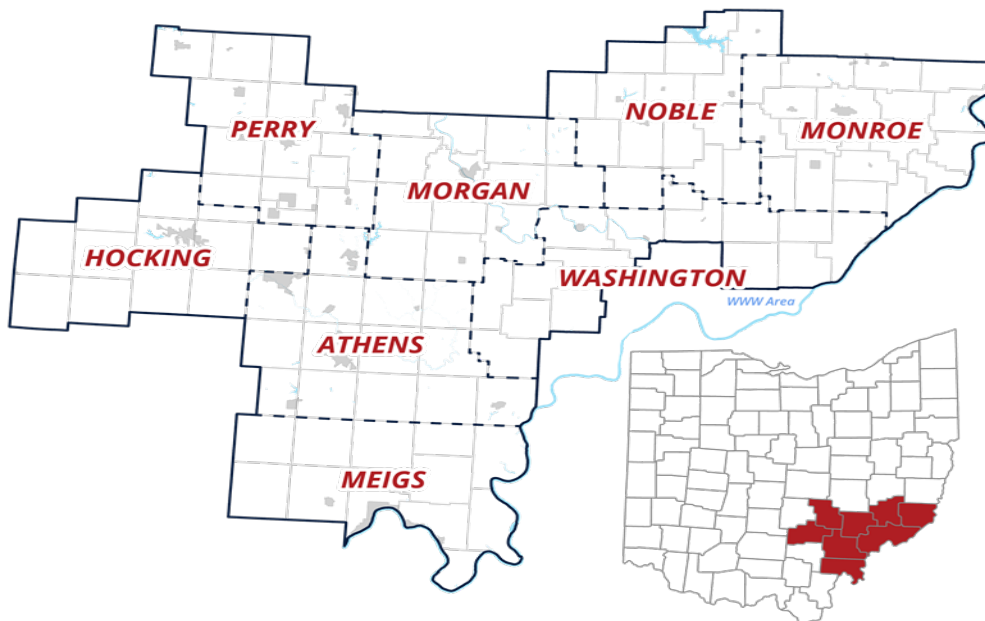 NOBLE
PERRY
MONROE
MORGAN
HOCKING
WASHINGTON
WWW Area
ATHENS
MEIGS